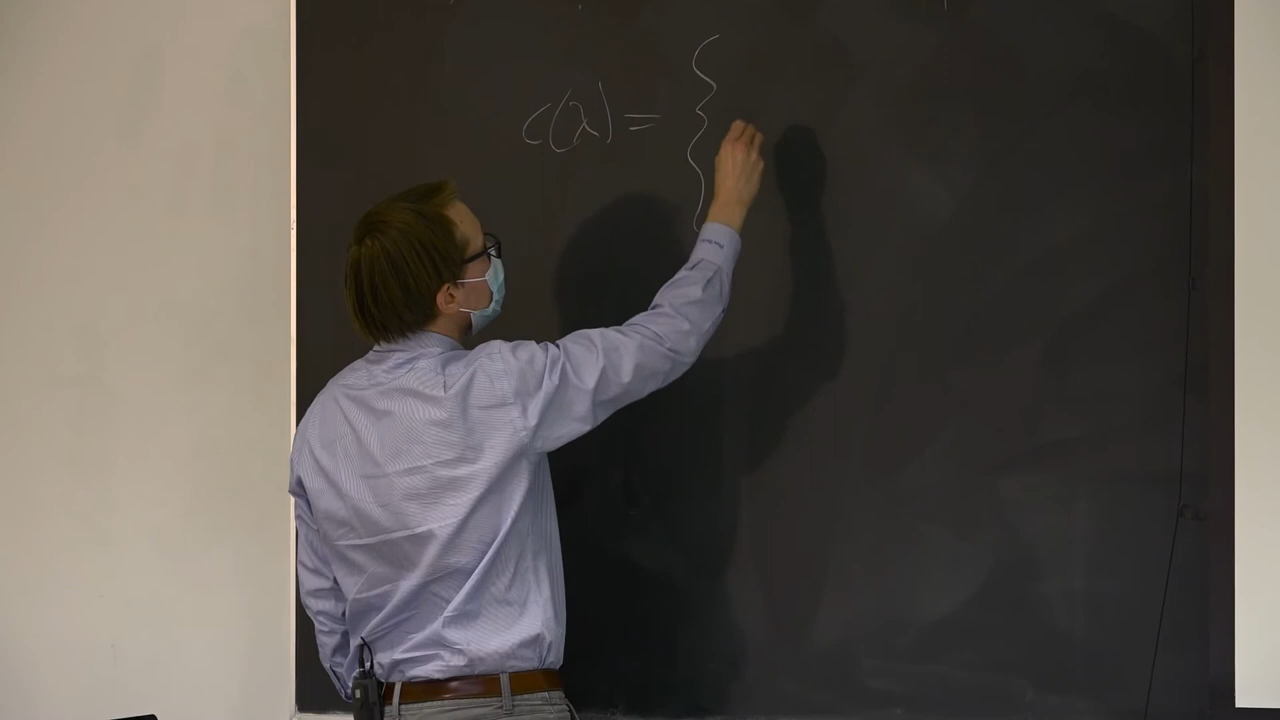 c(λ) = {